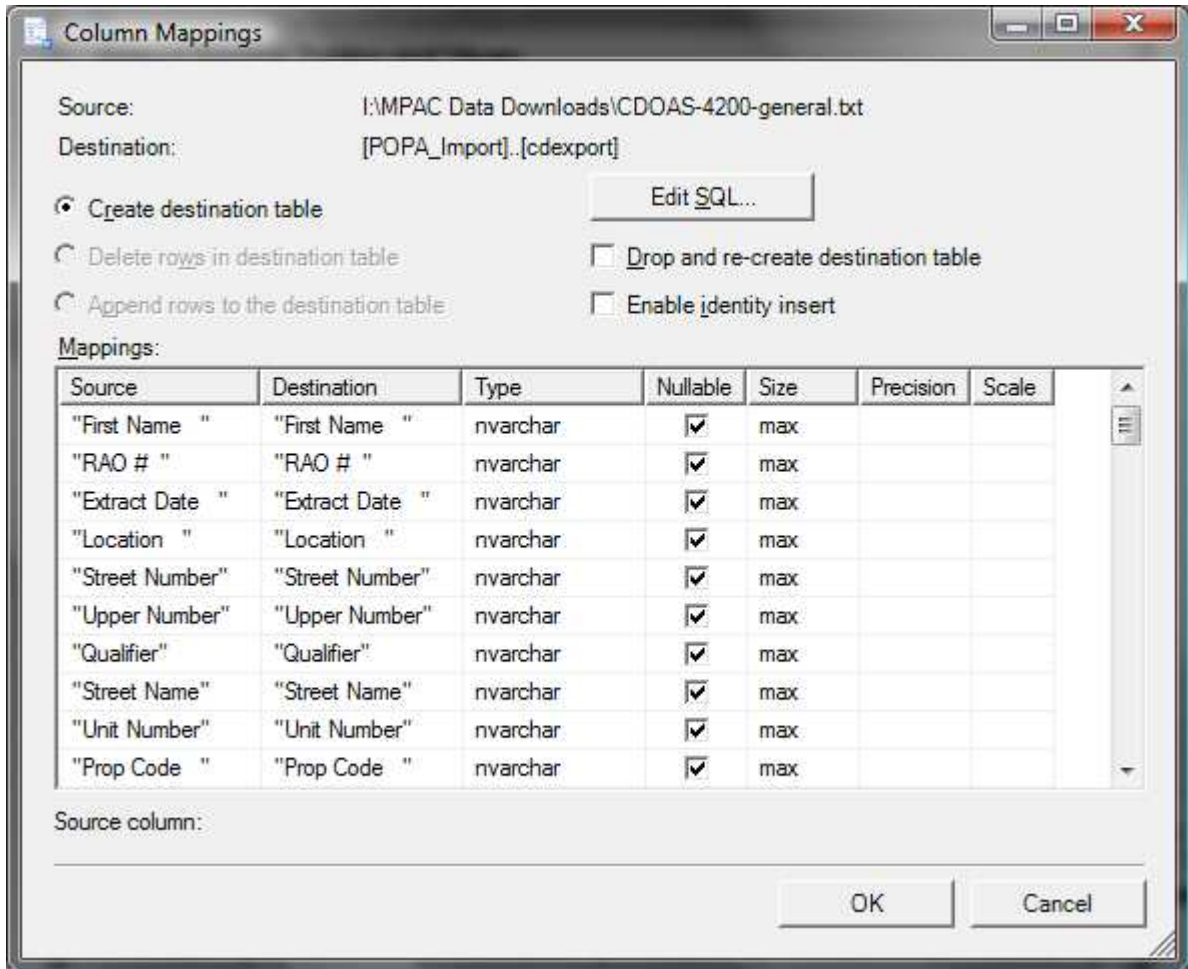 Column Mappings
Source: I:\MPAC Data Downloads\CDOAS-4200-general.txt
Destination: [POPA_Import]..[cdexport]
Create destination table
Edit SQL...
Delete rows in destination table
Drop and re-create destination table
Append rows to the destination table
Enable identity insert
Mappings:
Source Destination Type Nullable Size Precision Scale
"First Name   " "First Name   " nvarchar max
"RAO #  " "RAO #  " nvarchar max
"Extract Date   " "Extract Date   " nvarchar max
"Location   " "Location   " nvarchar max
"Street Number" "Street Number" nvarchar max
"Upper Number" "Upper Number" nvarchar max
"Qualifier" "Qualifier" nvarchar max
"Street Name" "Street Name" nvarchar max
"Unit Number" "Unit Number" nvarchar max
"Prop Code   " "Prop Code   " nvarchar max
Source column:
OK Cancel